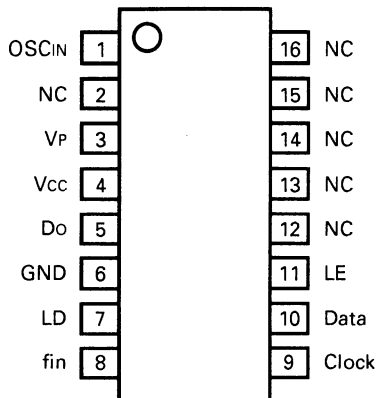 OSCIN 1 16 NC
NC 2 15 NC
VP 3 14 NC
VCC 4 13 NC
DO 5 12 NC
GND 6 11 LE
LD 7 10 Data
fin 8 9 Clock